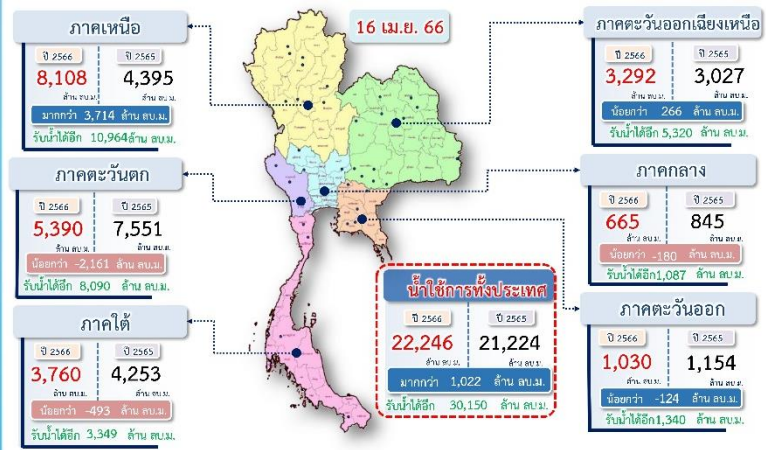 16 เม.ย. 66
ภาคเหนือ
ปี 2566 ปี 2565
8,108 4,395
ล้าน ลบ.ม. ล้าน ลบ.ม.
มากกว่า 3,714 ล้าน ลบ.ม.
รับน้ำได้อีก 10,964 ล้าน ลบ.ม.
ภาคตะวันตก
ปี 2566 ปี 2565
5,390 7,551
ล้าน ลบ.ม. ล้าน ลบ.ม.
น้อยกว่า -2,161 ล้าน ลบ.ม.
รับน้ำได้อีก 8,090 ล้าน ลบ.ม.
ภาคใต้
ปี 2566 ปี 2565
3,760 4,253
ล้าน ลบ.ม. ล้าน ลบ.ม.
น้อยกว่า -493 ล้าน ลบ.ม.
รับน้ำได้อีก 3,349 ล้าน ลบ.ม.
น้ำใช้การทั้งประเทศ
ปี 2566 ปี 2565
22,246 21,224
ล้าน ลบ.ม. ล้าน ลบ.ม.
มากกว่า 1,022 ล้าน ลบ.ม.
รับน้ำได้อีก 30,150 ล้าน ลบ.ม.
ภาคตะวันออกเฉียงเหนือ
ปี 2566 ปี 2565
3,292 3,027
ล้าน ลบ.ม. ล้าน ลบ.ม.
น้อยกว่า 266 ล้าน ลบ.ม.
รับน้ำได้อีก 5,320 ล้าน ลบ.ม.
ภาคกลาง
ปี 2566 ปี 2565
665 845
ล้าน ลบ.ม. ล้าน ลบ.ม.
น้อยกว่า -180 ล้าน ลบ.ม.
รับน้ำได้อีก 1,087 ล้าน ลบ.ม.
ภาคตะวันออก
ปี 2566 ปี 2565
1,030 1,154
ล้าน ลบ.ม. ล้าน ลบ.ม.
น้อยกว่า -124 ล้าน ลบ.ม.
รับน้ำได้อีก 1,340 ล้าน ลบ.ม.